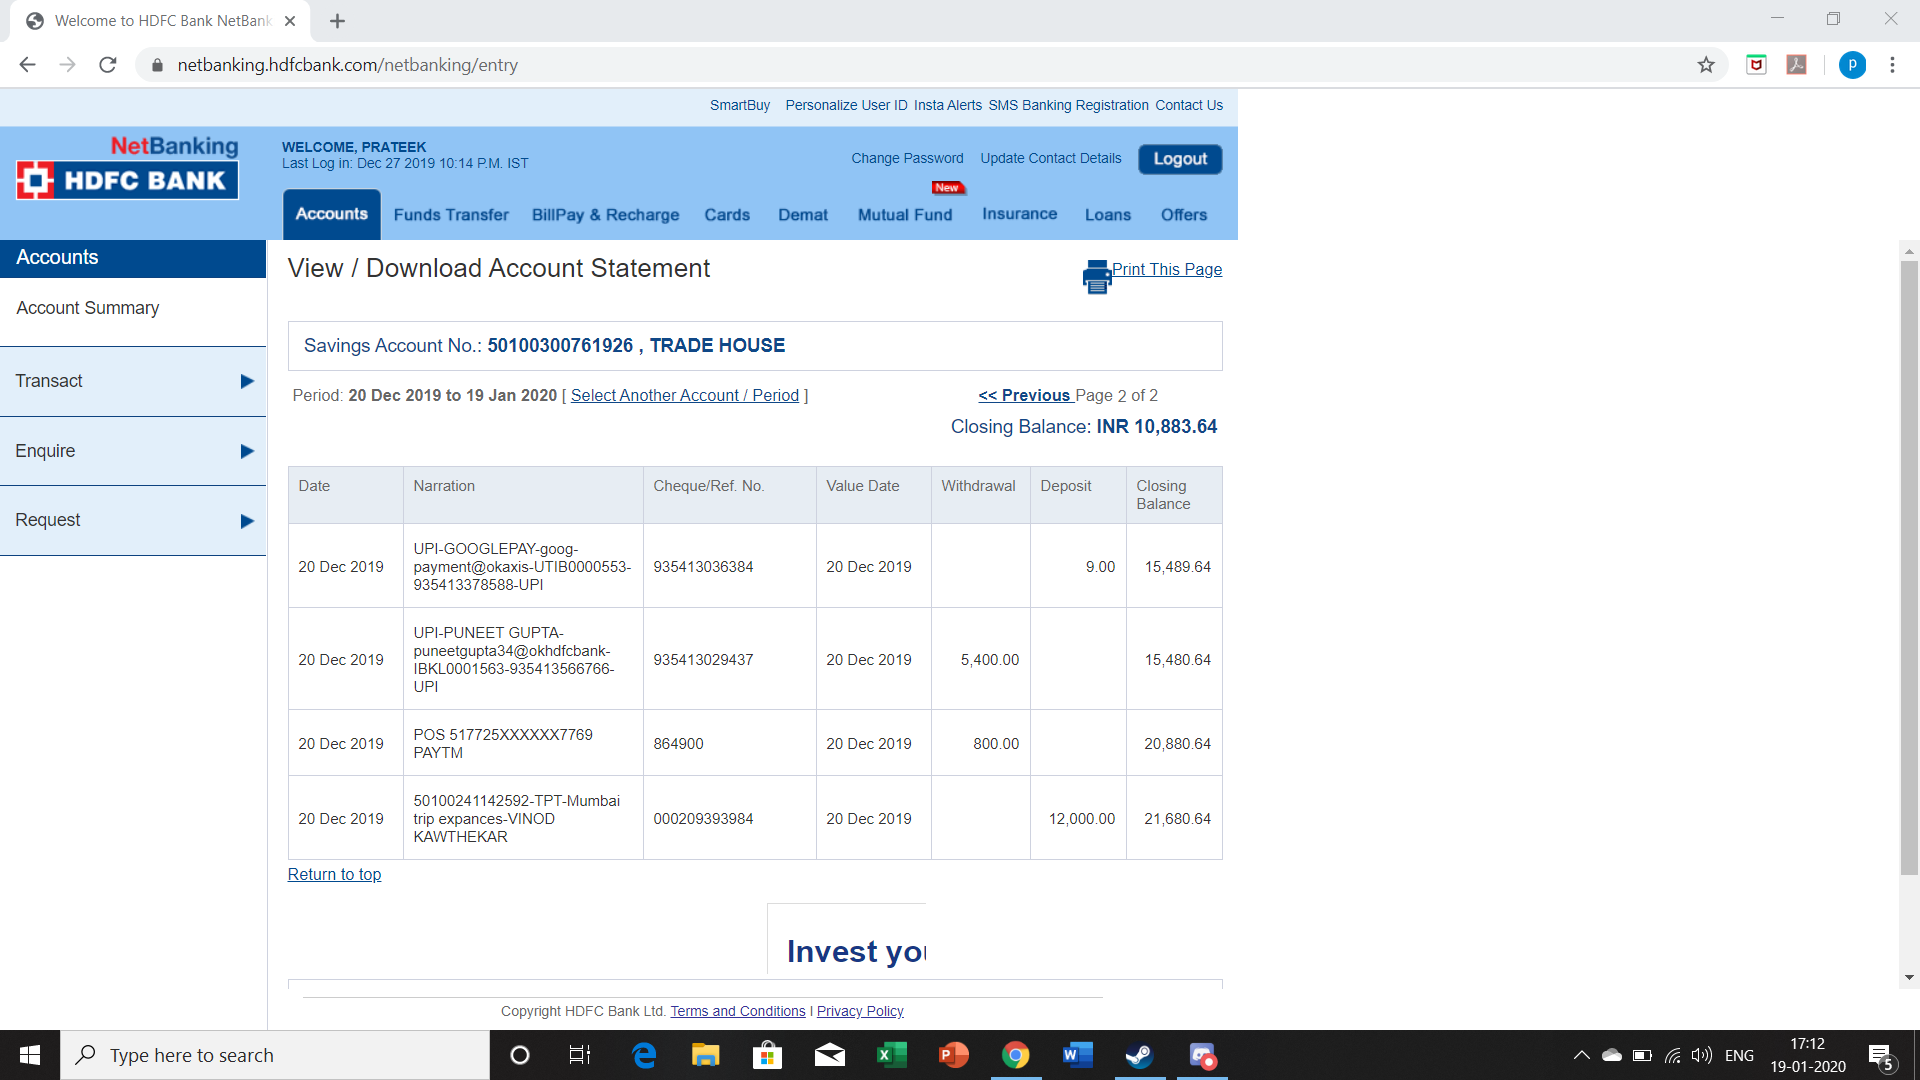 Welcome to HDFC Bank NetBank
netbanking.hdfcbank.com/netbanking/entry
p
SmartBuy Personalize User ID Insta Alerts SMS Banking Registration Contact Us
NetBanking
HDFC BANK
WELCOME, PRATEEK
Last Log in: Dec 27 2019 10:14 P.M. IST
Change Password Update Contact Details Logout
New
Accounts Funds Transfer BillPay & Recharge Cards Demat Mutual Fund Insurance Loans Offers
Accounts
Account Summary
Transact
Enquire
Request
View / Download Account Statement
Print This Page
Savings Account No.: 50100300761926 , TRADE HOUSE
Period: 20 Dec 2019 to 19 Jan 2020 [ Select Another Account / Period ]
<< Previous Page 2 of 2
Closing Balance: INR 10,883.64
Date Narration Cheque/Ref. No. Value Date Withdrawal Deposit Closing
Balance
UPI-GOOGLEPAY-goog-
20 Dec 2019 payment@okaxis-UTIB0000553- 935413036384 20 Dec 2019 9.00 15,489.64
935413378588-UPI
UPI-PUNEET GUPTA-
puneetgupta34@okhdfcbank-
20 Dec 2019 IBKL0001563-935413566766- 935413029437 20 Dec 2019 5,400.00 15,480.64
UPI
POS 517725XXXXXX7769
20 Dec 2019 PAYTM 864900 20 Dec 2019 800.00 20,880.64
50100241142592-TPT-Mumbai
20 Dec 2019 trip expances-VINOD 000209393984 20 Dec 2019 12,000.00 21,680.64
KAWTHEKAR
Return to top
Invest you
Copyright HDFC Bank Ltd. Terms and Conditions I Privacy Policy
Type here to search
ENG
17:12
19-01-2020
5